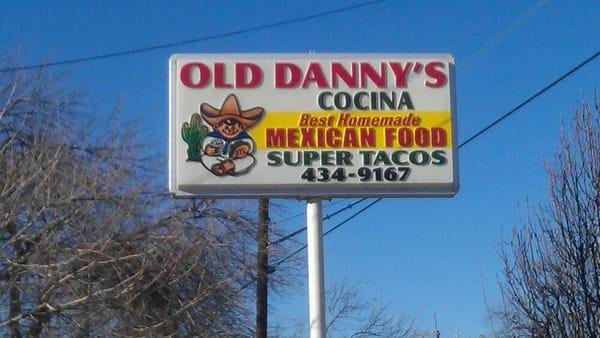 OLD DANNY'S
COCINA
Best Homemade
MEXICAN FOOD
SUPER TACOS
434-9167